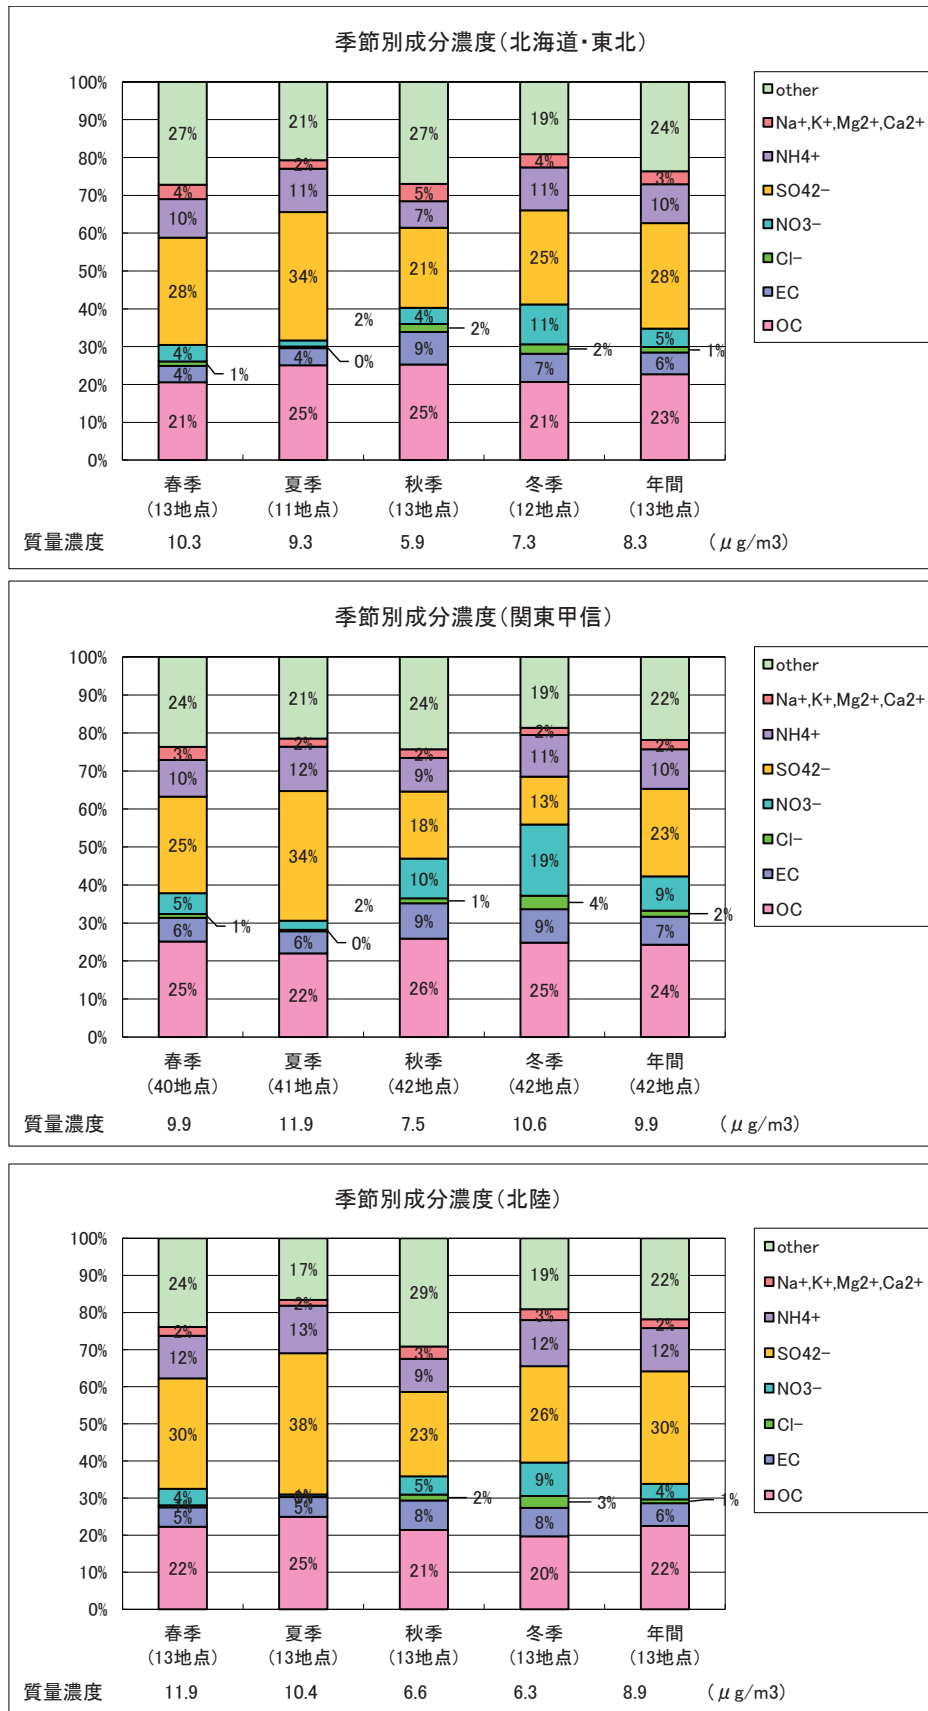 季節別成分濃度(北海道・東北)
100%
90%
80%
70%
60%
50%
40%
30%
20%
10%
0%
27% 21% 27% 19% 24%
4% 2% 5% 4% 3%
10% 11% 7% 11% 10%
28% 34% 21% 25% 28%
4% 2% 4% 11% 5%
1% 0% 2% 2% 1%
4% 4% 9% 7% 6%
21% 25% 25% 21% 23%
other
Na+,K+,Mg2+,Ca2+
NH4+
SO42-
NO3-
Cl-
EC
OC
春季 夏季 秋季 冬季 年間
(13地点) (11地点) (13地点) (12地点) (13地点)
質量濃度 10.3 9.3 5.9 7.3 8.3 (μg/m3)
季節別成分濃度(関東甲信)
100%
90%
80%
70%
60%
50%
40%
30%
20%
10%
0%
24% 21% 24% 19% 22%
3% 2% 2% 2% 2%
10% 12% 9% 11% 10%
25% 34% 18% 13% 23%
5% 2% 10% 19% 9%
1% 0% 1% 4% 2%
6% 6% 9% 9% 7%
25% 22% 26% 25% 24%
other
Na+,K+,Mg2+,Ca2+
NH4+
SO42-
NO3-
Cl-
EC
OC
春季 夏季 秋季 冬季 年間
(40地点) (41地点) (42地点) (42地点) (42地点)
質量濃度 9.9 11.9 7.5 10.6 9.9 (μg/m3)
季節別成分濃度(北陸)
100%
90%
80%
70%
60%
50%
40%
30%
20%
10%
0%
24% 17% 29% 19% 22%
2% 2% 3% 3% 2%
12% 13% 9% 12% 12%
30% 38% 23% 26% 30%
4% 5% 9% 4%
1% 2% 3% 1%
5% 5% 8% 8% 6%
22% 25% 21% 20% 22%
other
Na+,K+,Mg2+,Ca2+
NH4+
SO42-
NO3-
Cl-
EC
OC
春季 夏季 秋季 冬季 年間
(13地点) (13地点) (13地点) (13地点) (13地点)
質量濃度 11.9 10.4 6.6 6.3 8.9 (μg/m3)